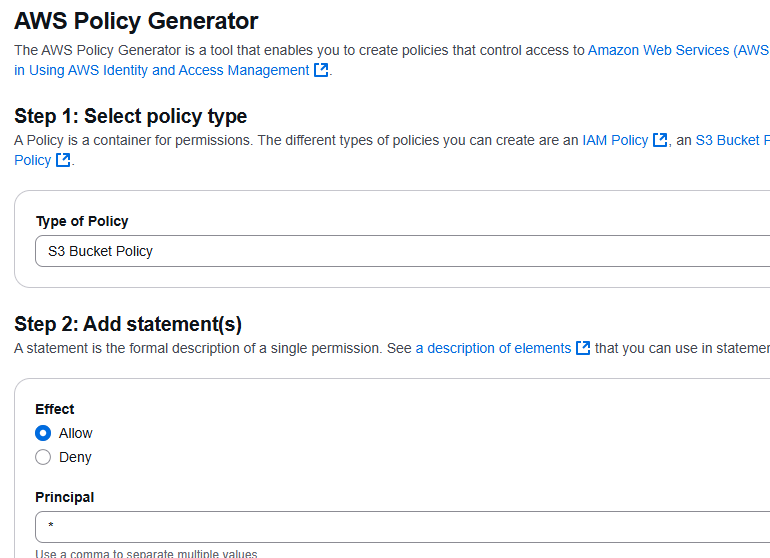 AWS Policy Generator
The AWS Policy Generator is a tool that enables you to create policies that control access to Amazon Web Services (AWS
in Using AWS Identity and Access Management.
Step 1: Select policy type
A Policy is a container for permissions. The different types of policies you can create are an IAM Policy, an S3 Bucket P
Policy.
Type of Policy
S3 Bucket Policy
Step 2: Add statement(s)
A statement is the formal description of a single permission. See a description of elements that you can use in statemen
Effect
Allow
Deny
Principal
*
Use a comma to separate multiple values.